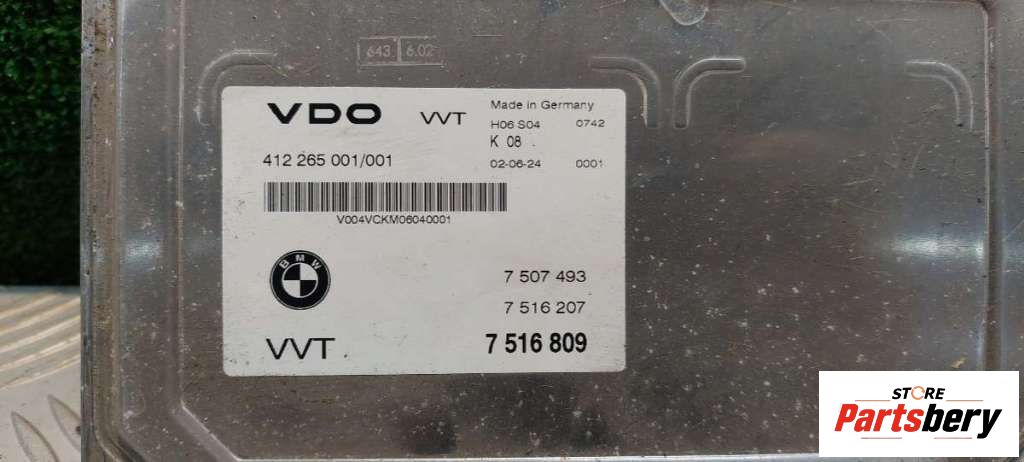 643 6.02
VDO VVT Made in Germany
H06 S04 0742
K 08 .
412 265 001/001 02-06-24 0001
V004VCKM06040001
BMW
7 507 493
7 516 207
VVT 7 516 809
STORE
Partsbery